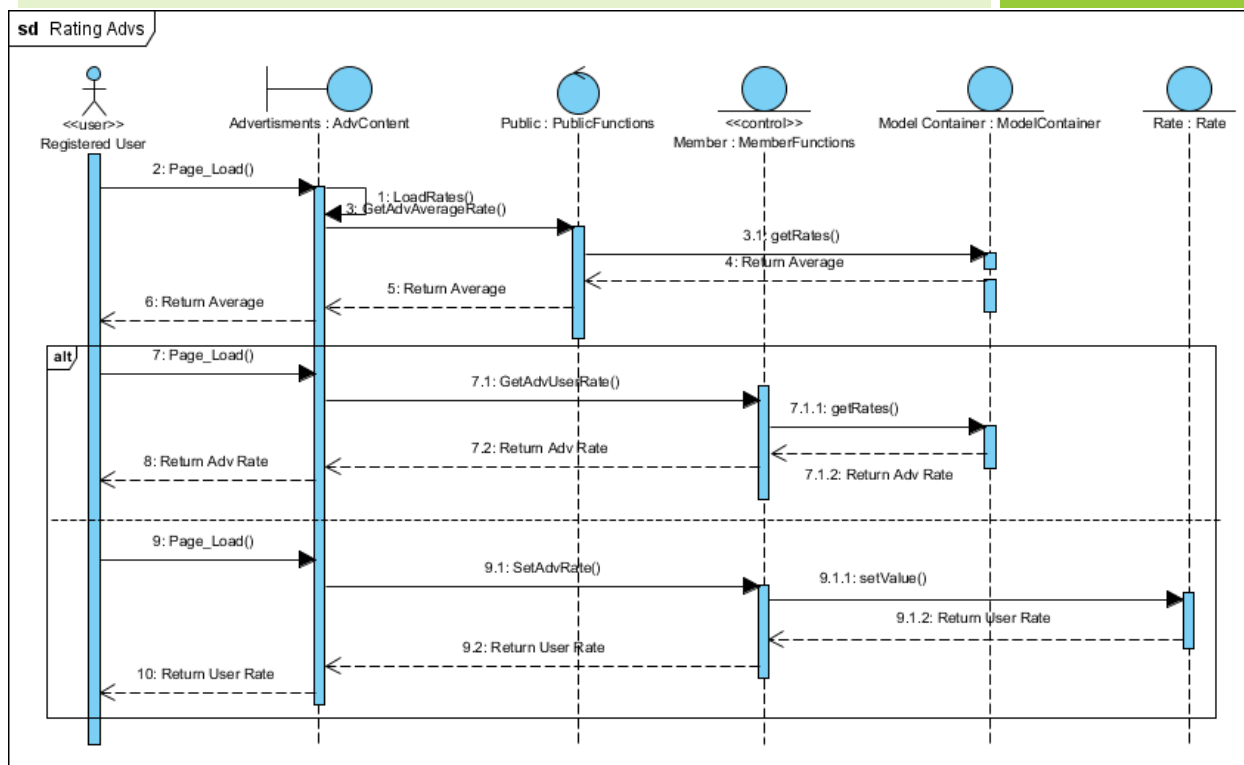 sd Rating Advs
<<user>>
Registered User
Advertisments : AdvContent
Public : PublicFunctions
<<control>>
Member : MemberFunctions
Model Container : ModelContainer
Rate : Rate
2: Page_Load()
1: LoadRates()
3: GetAdvAverageRate()
3.1: getRates()
4: Return Average
5: Return Average
6: Return Average
alt
7: Page_Load()
7.1: GetAdvUserRate()
7.1.1: getRates()
7.2: Return Adv Rate
8: Return Adv Rate
7.1.2: Return Adv Rate
9: Page_Load()
9.1: SetAdvRate()
9.1.1: setValue()
9.1.2: Return User Rate
9.2: Return User Rate
10: Return User Rate